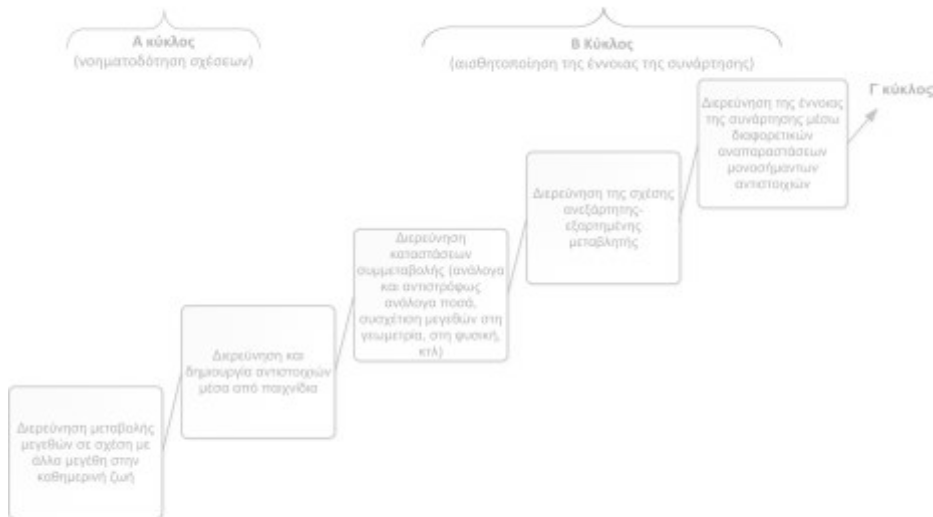 Α κύκλος
(νοηματοδότηση σχέσεων)
Β Κύκλος
(αισθητοποίηση της έννοιας της συνάρτησης)
Γ κύκλος
Διερεύνηση μεταβολής
μεγεθών σε σχέση με
άλλα μεγέθη στην
καθημερινή ζωή
Διερεύνηση και
δημιουργία αντιστοιχιών
μέσα από παιχνίδια
Διερεύνηση
καταστάσεων
συμμεταβολής (ανάλογα
και αντιστρόφως
ανάλογα ποσά,
συσχέτιση μεγεθών στη
γεωμετρία, στη φυσική,
κτλ)
Διερεύνηση της σχέσης
ανεξάρτητης-
εξαρτημένης
μεταβλητής
Διερεύνηση της έννοιας
της συνάρτησης μέσω
διαφορετικών
αναπαραστάσεων
μονοσήμαντων
αντιστοιχιών